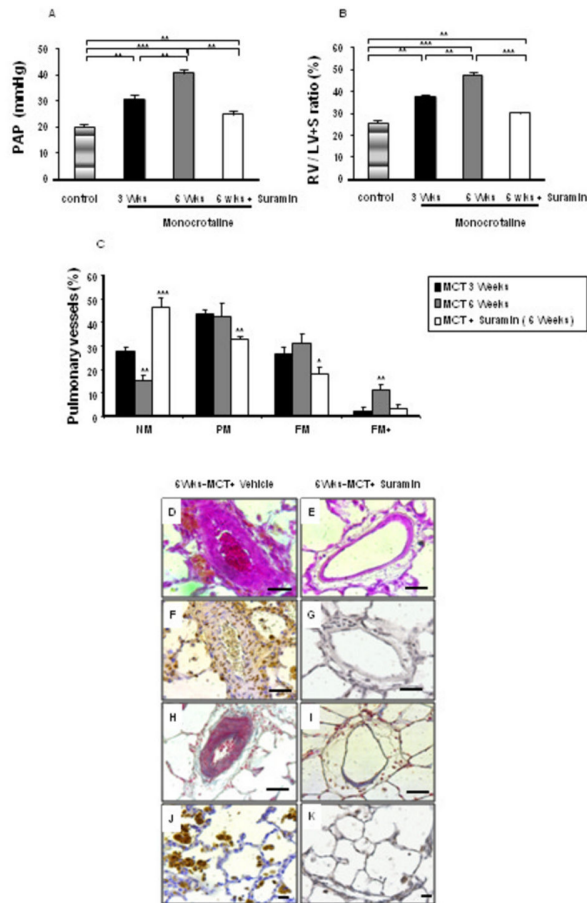 A
PAP (mmHg)
50
40
30
20
10
0
^^
^^^
^^ ^^ ^^
control
3 Wks
6 Wks
6 wks + Suramin
Monocrotaline
B
RV / LV+S ratio (%)
60
50
40
30
20
10
0
^^
^^^
^^ ^^ ^^^
control
3 Wks
6 Wks
6 wks + Suramin
Monocrotaline
C
Pulmonary vessels (%)
60
50
40
30
20
10
0
^^ ^^^
^^
^
^^
NM
PM
FM
FM+
MCT 3 Weeks
MCT 6 Weeks
MCT + Suramin ( 6 Weeks)
6Wks-MCT+ Vehicle
6Wks-MCT+ Suramin
D
E
F
G
H
I
J
K